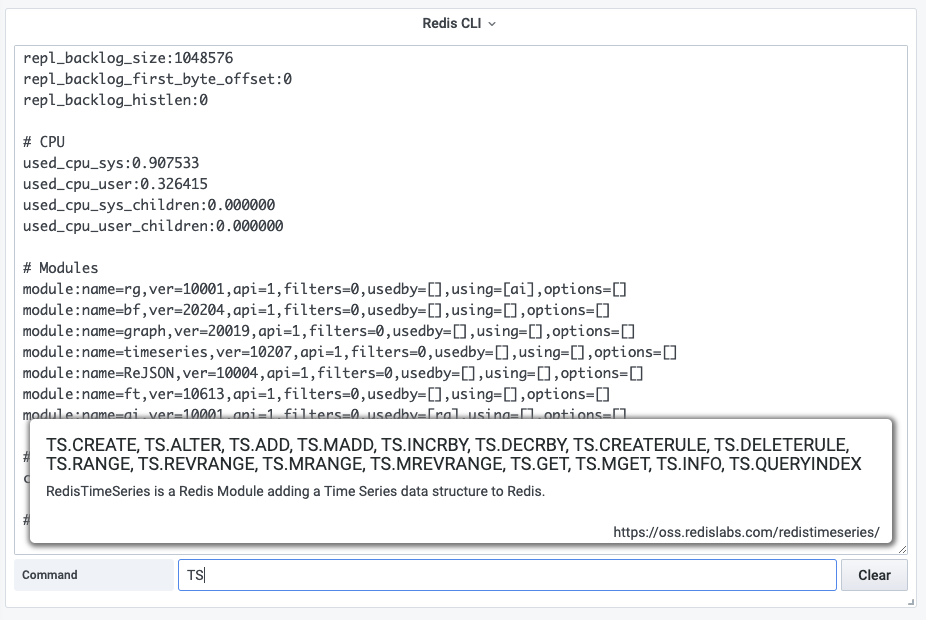 Redis CLI
repl_backlog_size:1048576
repl_backlog_first_byte_offset:0
repl_backlog_histlen:0
# CPU
used_cpu_sys:0.907533
used_cpu_user:0.326415
used_cpu_sys_children:0.000000
used_cpu_user_children:0.000000
# Modules
module:name=rg,ver=10001,api=1,filters=0,usedby=[],using=[ai],options=[]
module:name=bf,ver=20204,api=1,filters=0,usedby=[],using=[],options=[]
module:name=graph,ver=20019,api=1,filters=0,usedby=[],using=[],options=[]
module:name=timeseries,ver=10207,api=1,filters=0,usedby=[],using=[],options=[]
module:name=ReJSON,ver=10004,api=1,filters=0,usedby=[],using=[],options=[]
module:name=ft,ver=10613,api=1,filters=0,usedby=[],using=[],options=[]
module:name=ai,ver=10001,api=1,filters=0,usedby=[rg],using=[],options=[]
#
TS.CREATE, TS.ALTER, TS.ADD, TS.MADD, TS.INCRBY, TS.DECRBY, TS.CREATERULE, TS.DELETERULE,
TS.RANGE, TS.REVRANGE, TS.MRANGE, TS.MREVRANGE, TS.GET, TS.MGET, TS.INFO, TS.QUERYINDEX
c
RedisTimeSeries is a Redis Module adding a Time Series data structure to Redis.
#
https://oss.redislabs.com/redistimeseries/
Command
TS
Clear